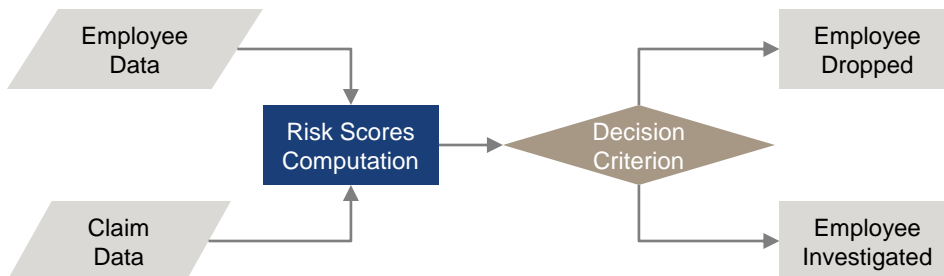 Employee
Data
Employee
Dropped
Risk Scores
Computation
Decision
Criterion
Claim
Data
Employee
Investigated